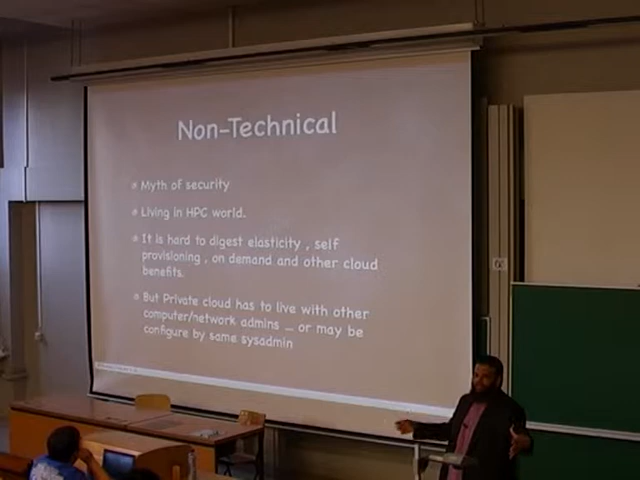 Non-Technical
Myth of security
Living in HPC world.
It is hard to digest elasticity , self
provisioning , on demand and other cloud
benefits.
But Private cloud has to live with other
computer/network admins … or may be
configure by same sysadmin